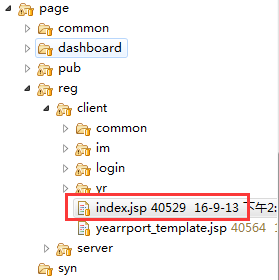 page
common
dashboard
pub
reg
client
common
im
login
yr
index.jsp 40529 16-9-13 下午2:
yearrport_template.jsp 40564
server
syn